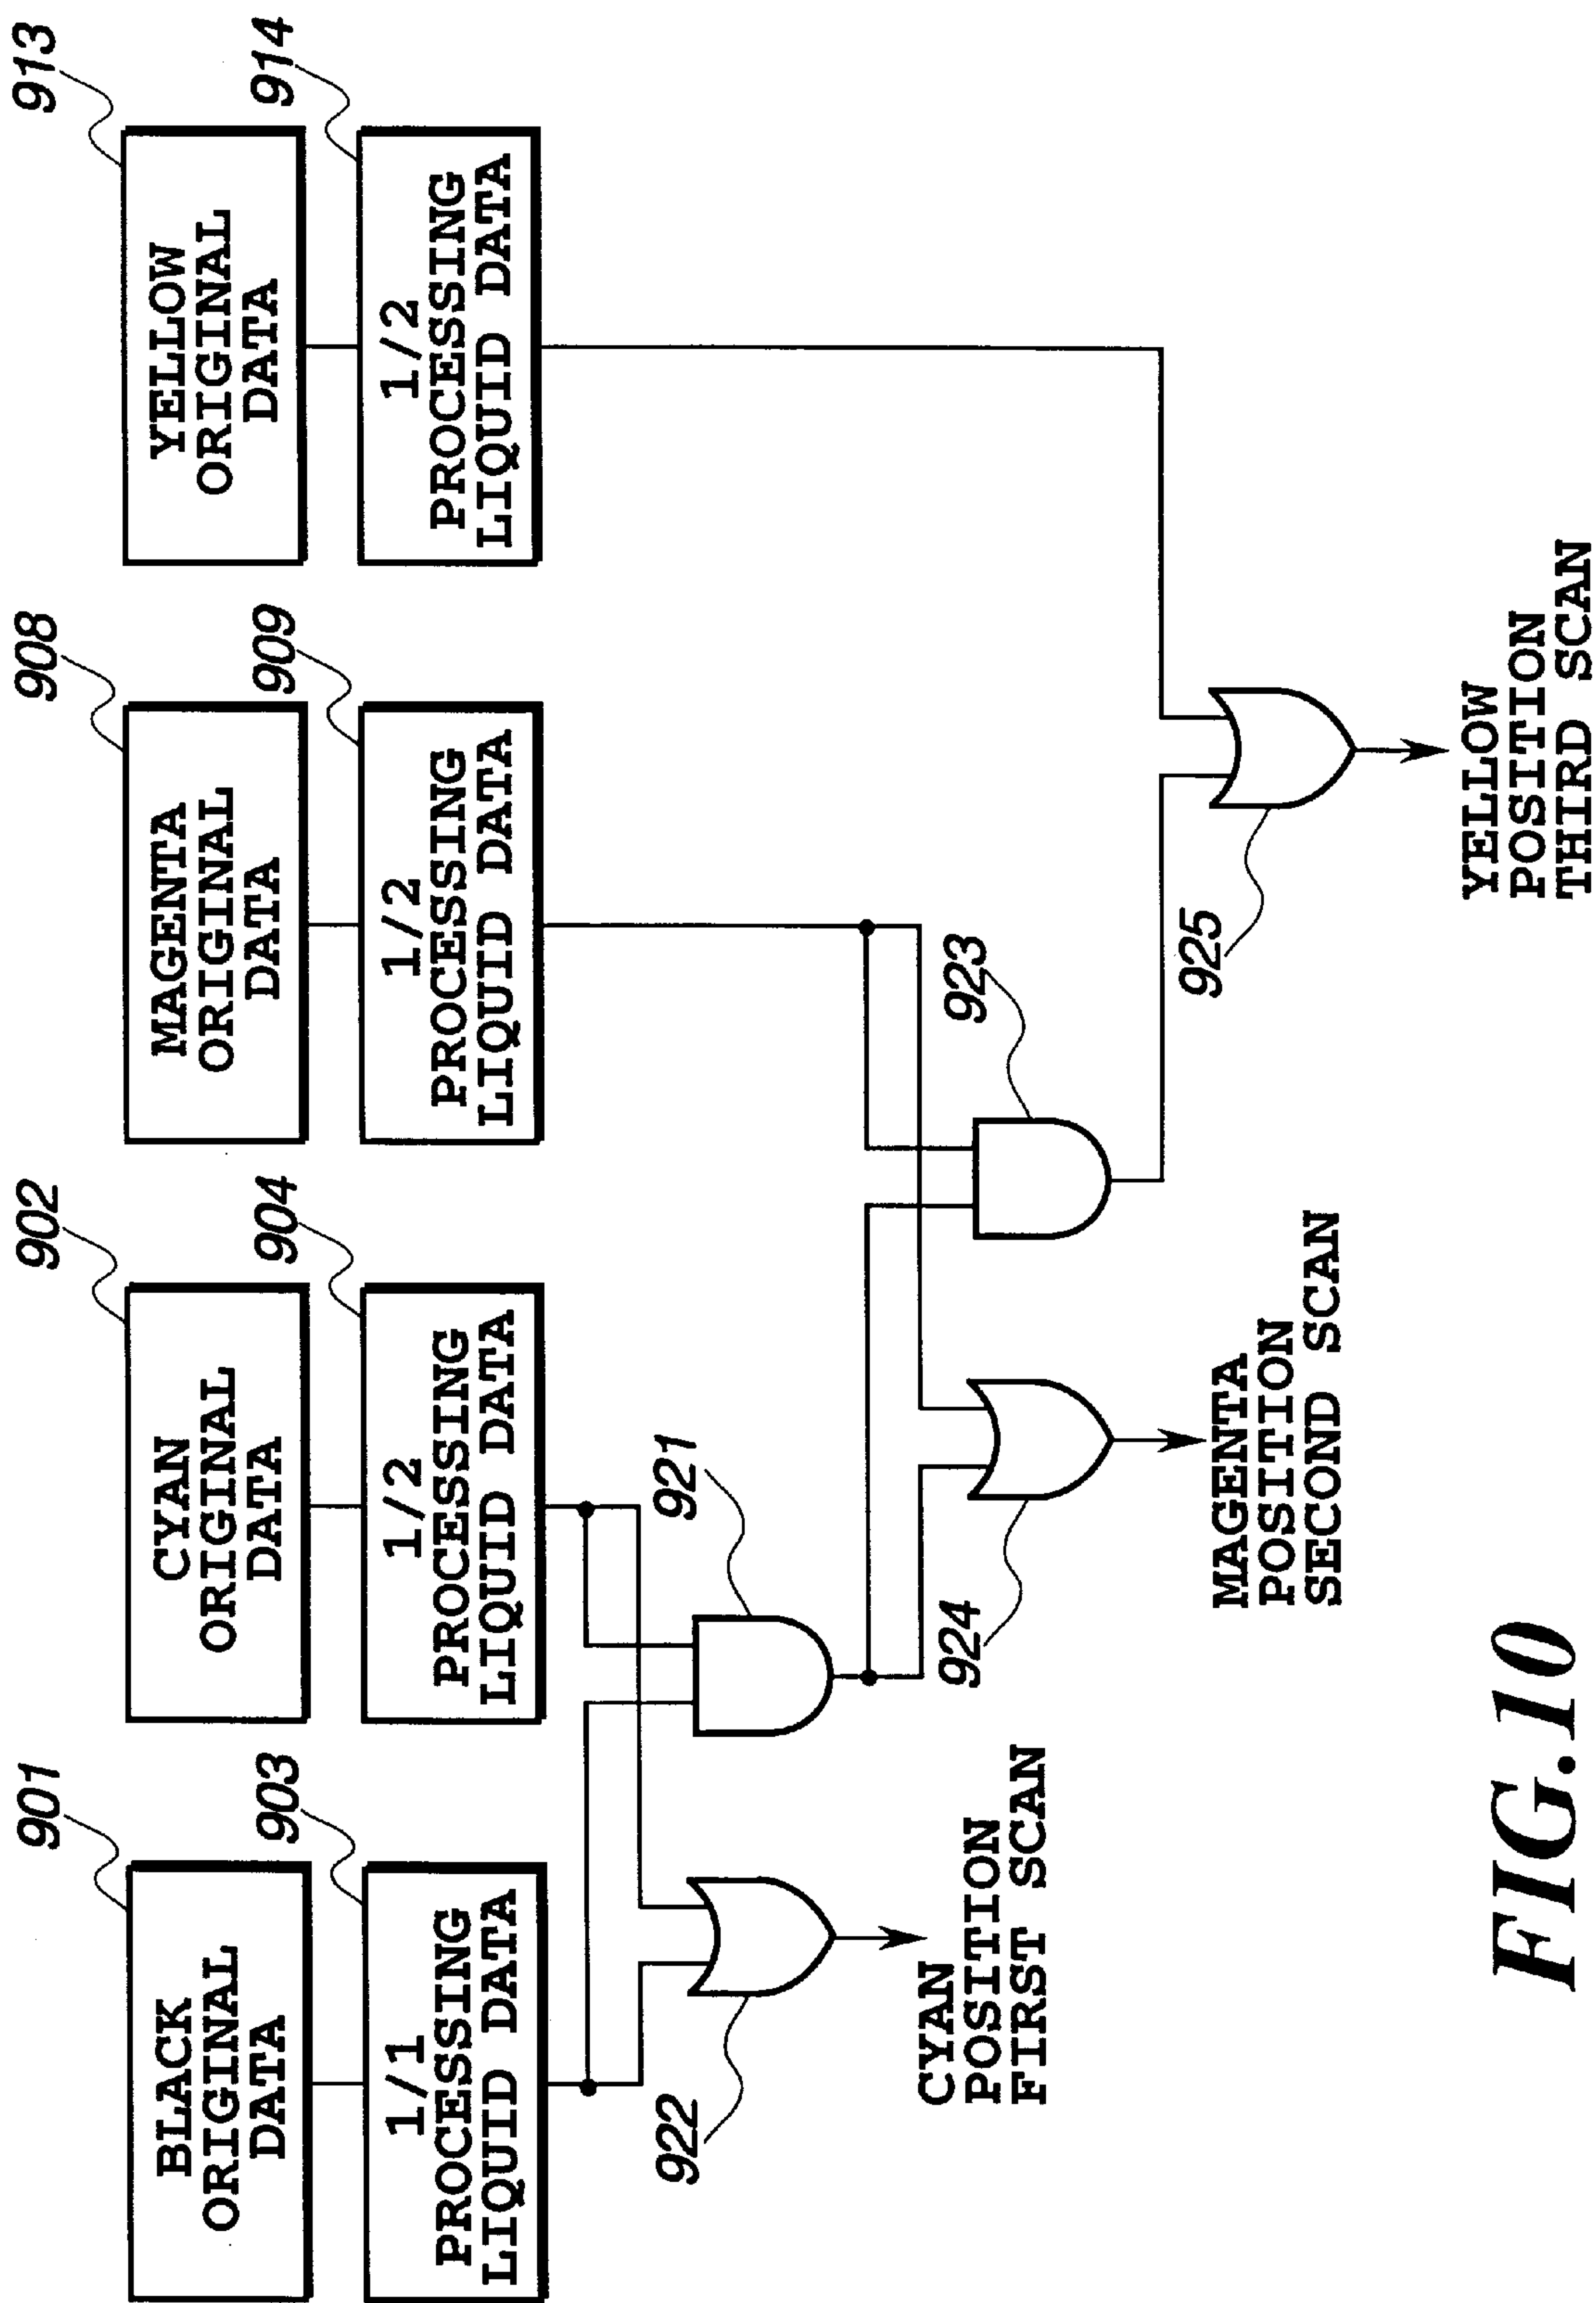 901
902
908
913
BLACK
ORIGINAL
DATA
CYAN
ORIGINAL
DATA
MAGENTA
ORIGINAL
DATA
YELLOW
ORIGINAL
DATA
903
904
909
914
1/1
PROCESSING
LIQUID DATA
1/2
PROCESSING
LIQUID DATA
1/2
PROCESSING
LIQUID DATA
1/2
PROCESSING
LIQUID DATA
922
921
CYAN
POSITION
FIRST SCAN
924
923
MAGENTA
POSITION
SECOND SCAN
925
YELLOW
POSITION
THIRD SCAN
FIG.10